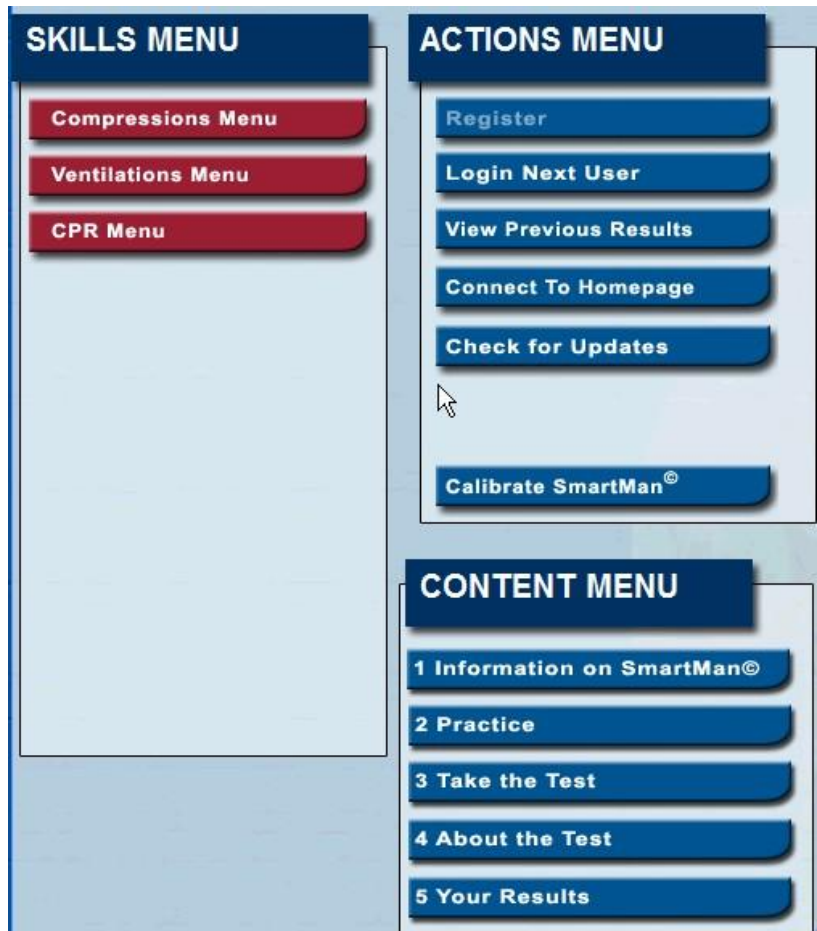 SKILLS MENU
Compressions Menu
Ventilations Menu
CPR Menu
ACTIONS MENU
Register
Login Next User
View Previous Results
Connect To Homepage
Check for Updates
Calibrate SmartMan©
CONTENT MENU
1 Information on SmartMan©
2 Practice
3 Take the Test
4 About the Test
5 Your Results